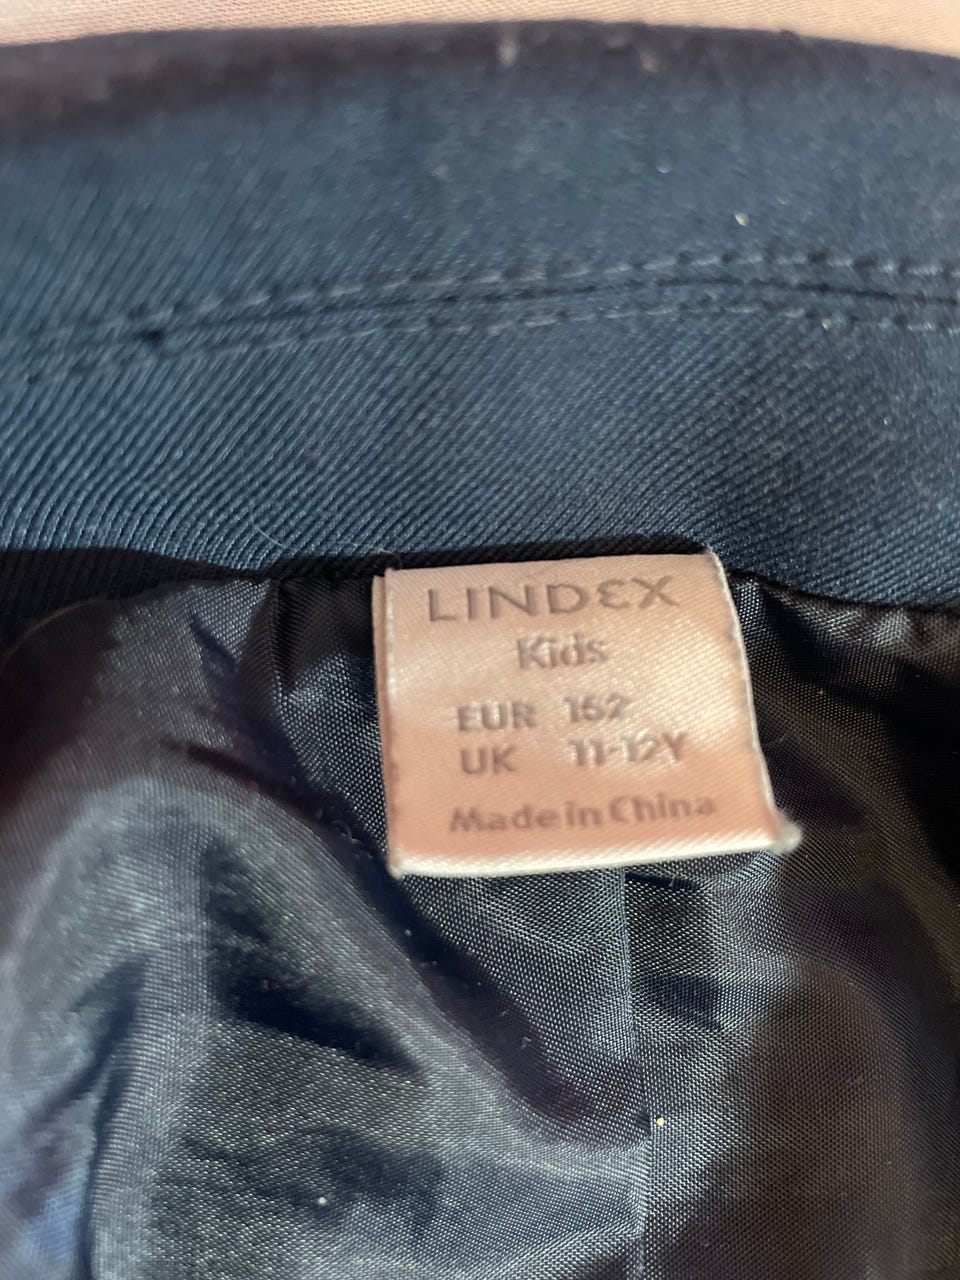 LINDEX
Kids
EUR 152
UK 11-12Y
Made in China